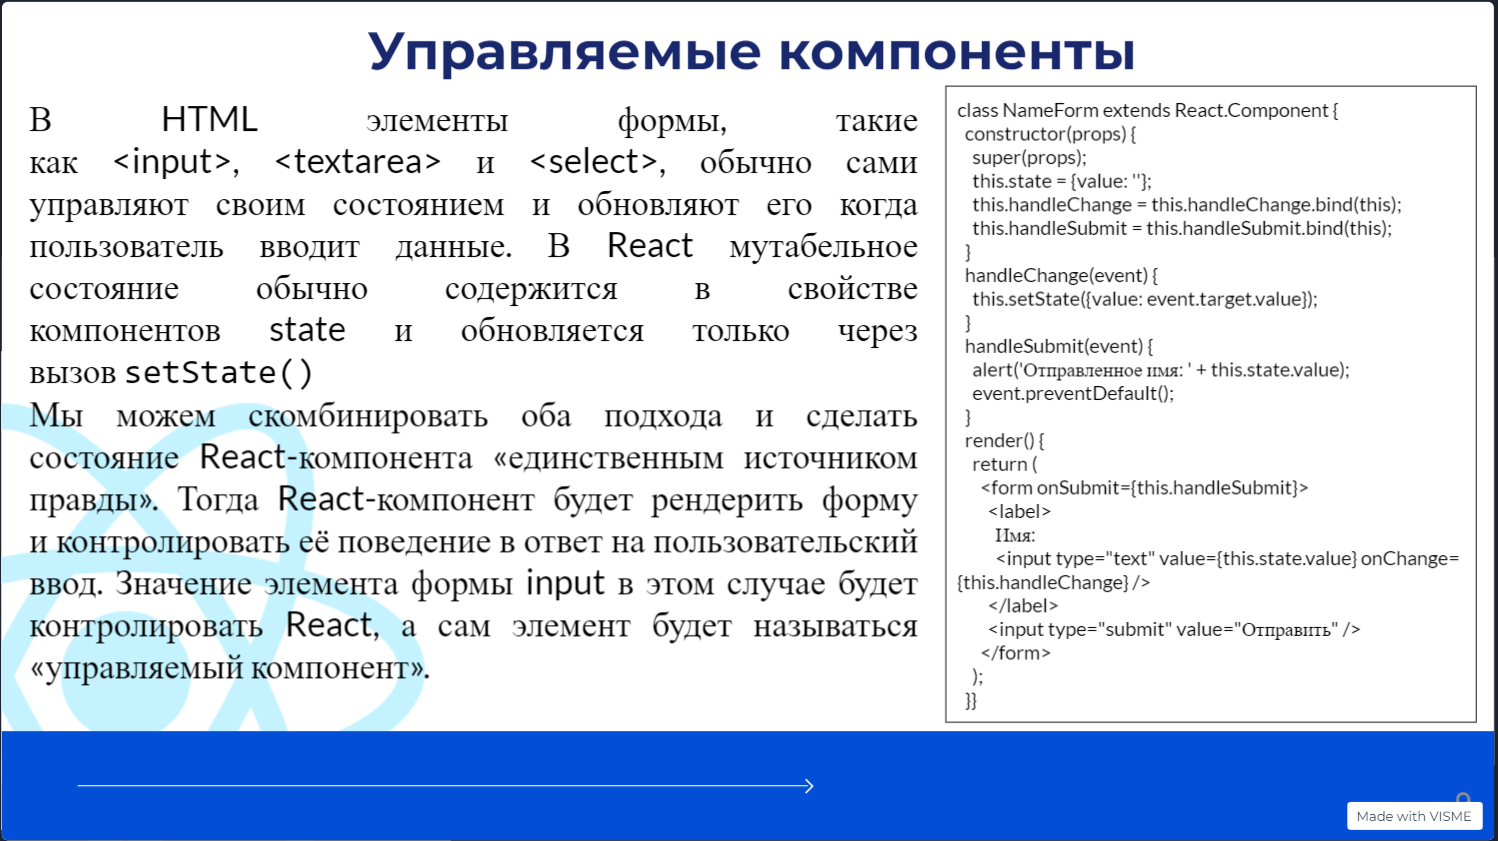 Управляемые компоненты
В HTML элементы формы, такие
как <input>, <textarea> и <select>, обычно сами
управляют своим состоянием и обновляют его когда
пользователь вводит данные. В React мутабельное
состояние обычно содержится в свойстве
компонентов state и обновляется только через
вызов setState()
Мы можем скомбинировать оба подхода и сделать
состояние React-компонента «единственным источником
правды». Тогда React-компонент будет рендерить форму
и контролировать её поведение в ответ на пользовательский
ввод. Значение элемента формы input в этом случае будет
контролировать React, а сам элемент будет называться
«управляемый компонент».
class NameForm extends React.Component {
constructor(props) {
super(props);
this.state = {value: ''};
this.handleChange = this.handleChange.bind(this);
this.handleSubmit = this.handleSubmit.bind(this);
}
handleChange(event) {
this.setState({value: event.target.value});
}
handleSubmit(event) {
alert('Отправленное имя: ' + this.state.value);
event.preventDefault();
}
render() {
return (
<form onSubmit={this.handleSubmit}>
<label>
Имя:
<input type="text" value={this.state.value} onChange=
{this.handleChange} />
</label>
<input type="submit" value="Отправить" />
</form>
);
}}
Made with VISME